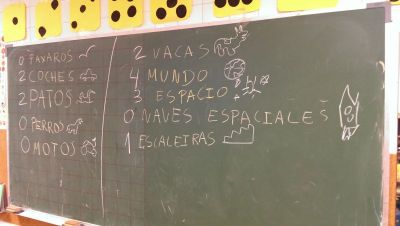 0 PAXAROS
2 COCHES
2 PATOS
0 PERROS
0 MOTOS
2 VACAS
4 MUNDO
3 ESPACIO
0 NAVES ESPACIALES
1 ESCALEIRAS